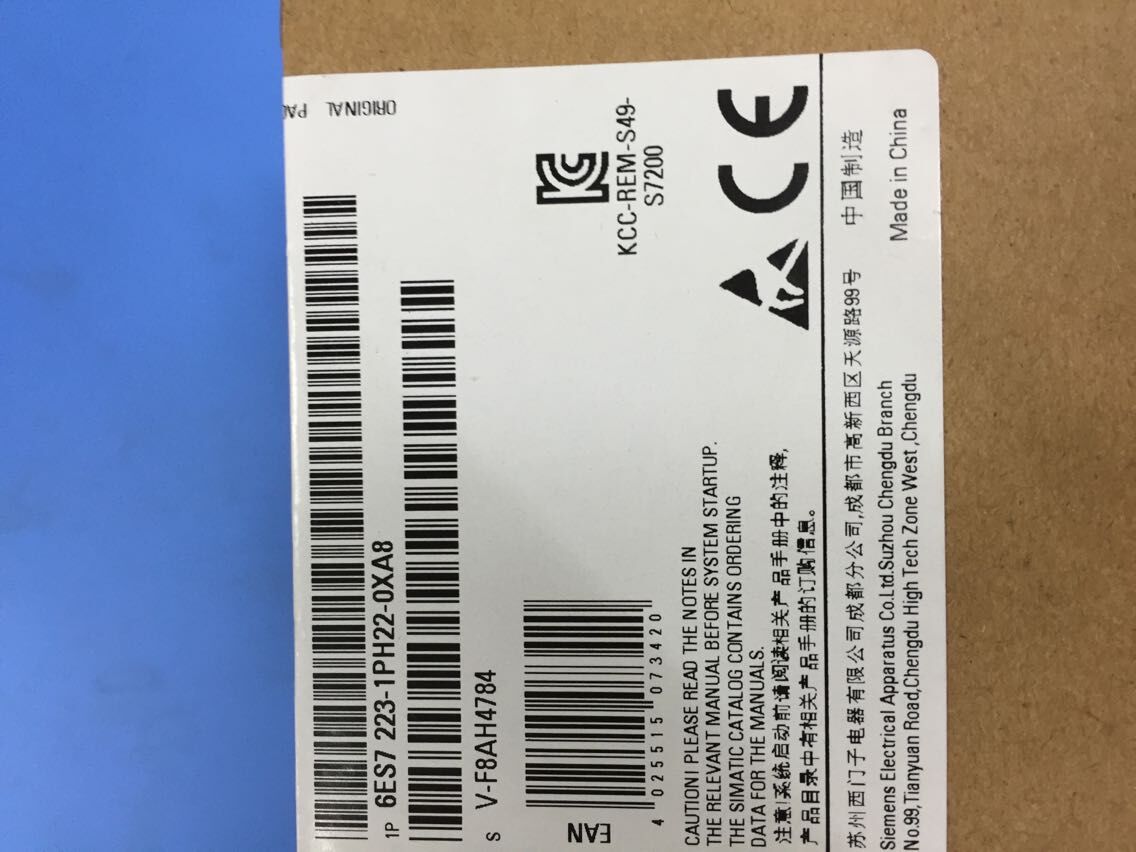 ORIGINAL
1P 6ES7 223-1PH22-0XA8
S V-F8AH4784
EAN
4 025515 073420
KCC-REM-S49-
S7200
CE
CAUTION! PLEASE READ THE NOTES IN
THE RELEVANT MANUAL BEFORE SYSTEM STARTUP.
THE SIMATIC CATALOG CONTAINS ORDERING
DATA FOR THE MANUALS.
注意!系统启动前请阅读相关产品手册中的注释,
产品目录中有相关产品手册的订购信息。
苏州西门子电器有限公司成都分公司,成都市高新西区天源路99号 中国制造
Siemens Electrical Apparatus Co.Ltd.Suzhou Chengdu Branch
No.99,Tianyuan Road,Chengdu High Tech Zone West ,Chengdu
Made in China